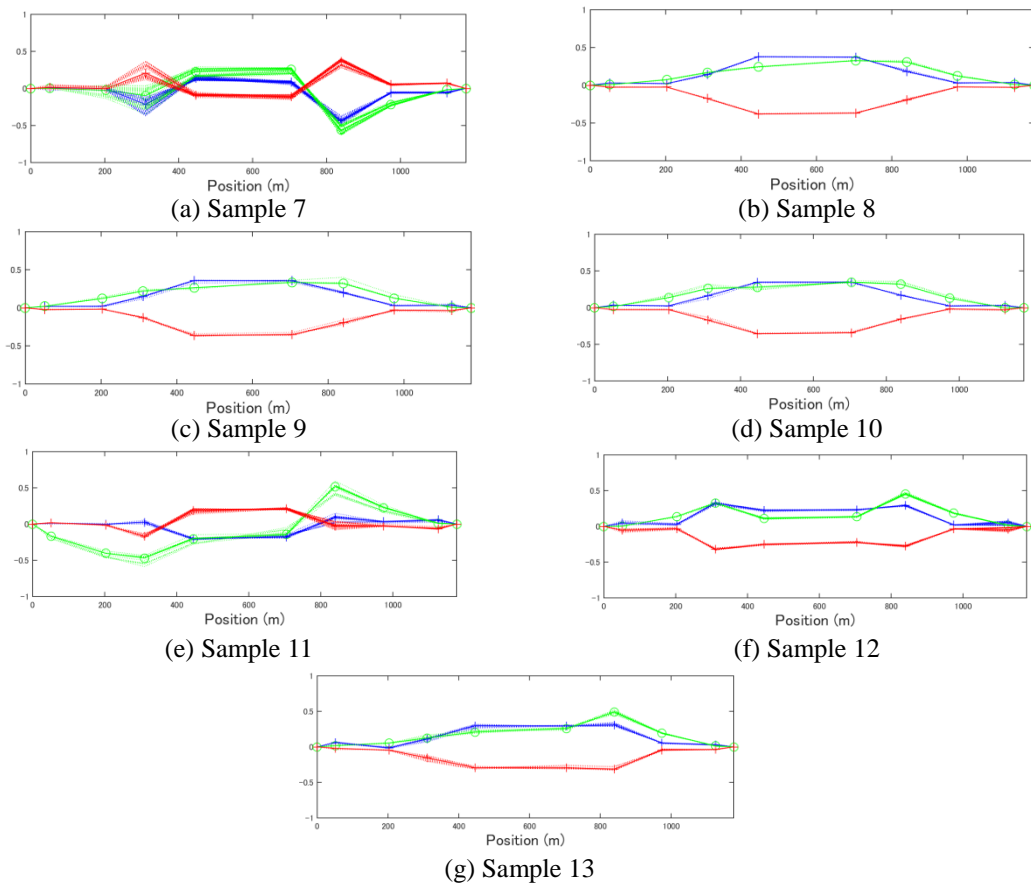 1
0.5
0
-0.5
-1
0 200 400 600 800 1000
Position (m)
(a) Sample 7
1
0.5
0
-0.5
-1
0 200 400 600 800 1000
Position (m)
(b) Sample 8
1
0.5
0
-0.5
-1
0 200 400 600 800 1000
Position (m)
(c) Sample 9
1
0.5
0
-0.5
-1
0 200 400 600 800 1000
Position (m)
(d) Sample 10
1
0.5
0
-0.5
-1
0 200 400 600 800 1000
Position (m)
(e) Sample 11
1
0.5
0
-0.5
-1
0 200 400 600 800 1000
Position (m)
(f) Sample 12
1
0.5
0
-0.5
-1
0 200 400 600 800 1000
Position (m)
(g) Sample 13